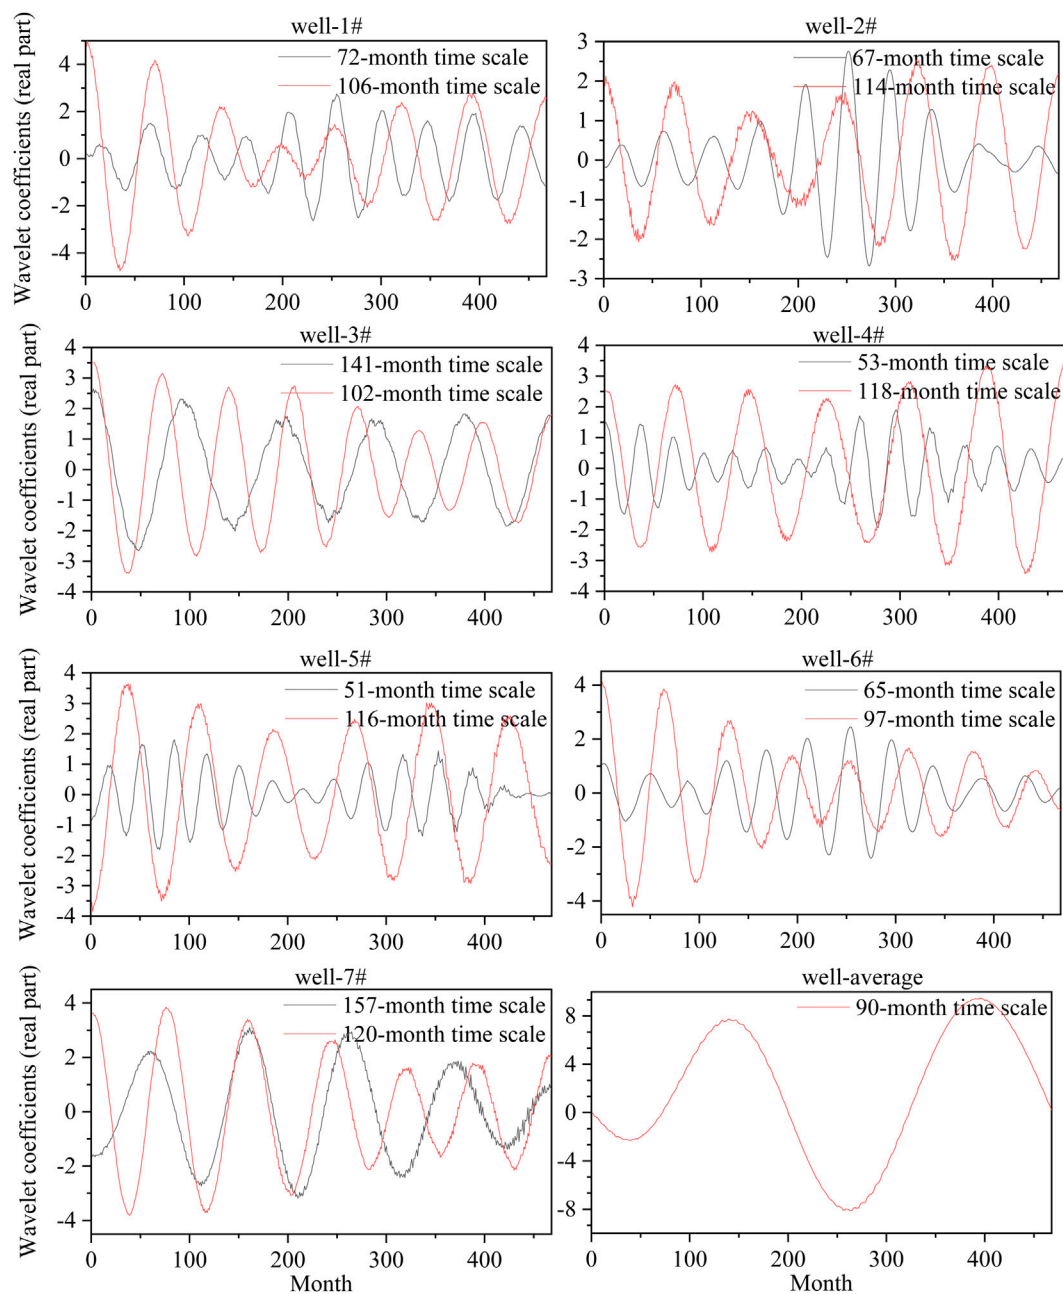 well-1#
72-month time scale
106-month time scale
Wavelet coefficients (real part)
4
2
0
-2
-4
0 100 200 300 400
well-2#
67-month time scale
114-month time scale
3
2
1
0
-1
-2
-3
0 100 200 300 400
well-3#
141-month time scale
102-month time scale
Wavelet coefficients (real part)
4
3
2
1
0
-1
-2
-3
-4
0 100 200 300 400
well-4#
53-month time scale
118-month time scale
4
3
2
1
0
-1
-2
-3
-4
0 100 200 300 400
well-5#
51-month time scale
116-month time scale
Wavelet coefficients (real part)
4
3
2
1
0
-1
-2
-3
-4
0 100 200 300 400
well-6#
65-month time scale
97-month time scale
4
2
0
-2
-4
0 100 200 300 400
well-7#
157-month time scale
120-month time scale
Wavelet coefficients (real part)
4
2
0
-2
-4
0 100 200 300 400
Month
well-average
90-month time scale
8
4
0
-4
-8
0 100 200 300 400
Month